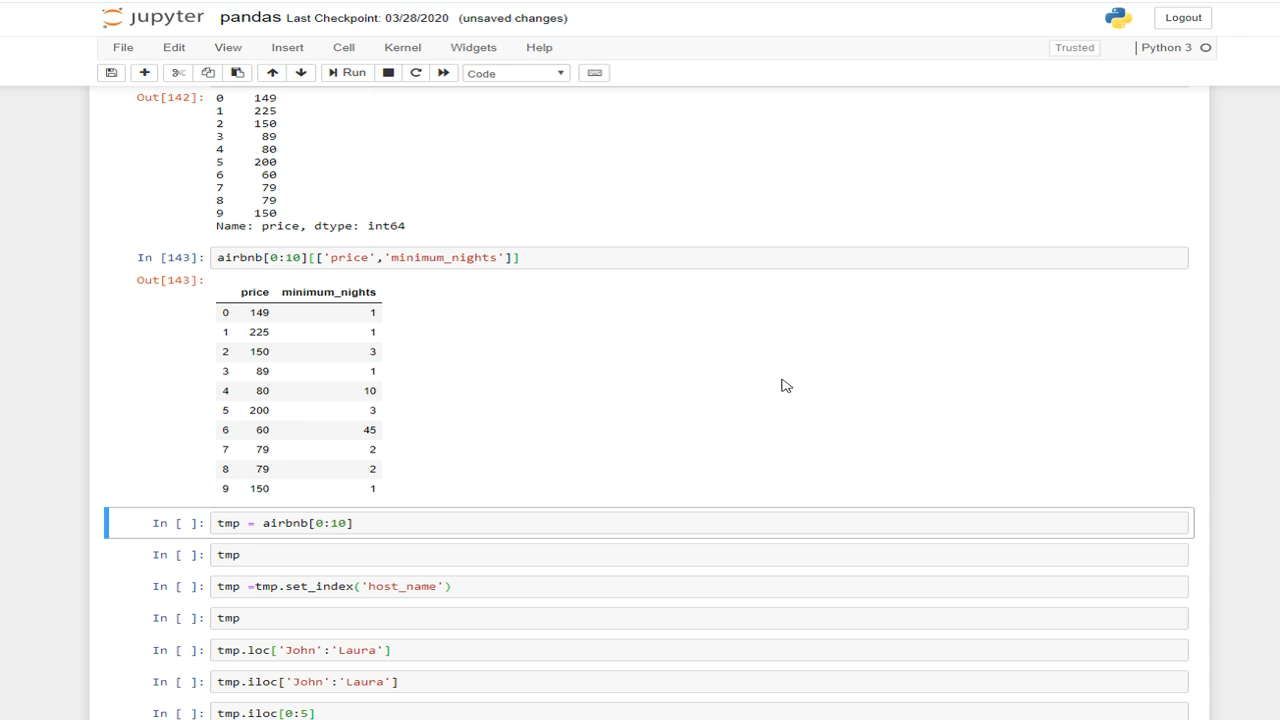 jupyter pandas Last Checkpoint: 03/28/2020 (unsaved changes) Logout
File Edit View Insert Cell Kernel Widgets Help Trusted Python 3
Run Code
Out[142]: 0 149
1 225
2 150
3 89
4 80
5 200
6 60
7 79
8 79
9 150
Name: price, dtype: int64
In [143]: airbnb[0:10][['price','minimum_nights']]
Out[143]:
price minimum_nights
0 149 1
1 225 1
2 150 3
3 89 1
4 80 10
5 200 3
6 60 45
7 79 2
8 79 2
9 150 1
In [ ]: tmp = airbnb[0:10]
In [ ]: tmp
In [ ]: tmp =tmp.set_index('host_name')
In [ ]: tmp
In [ ]: tmp.loc['John':'Laura']
In [ ]: tmp.iloc['John':'Laura']
In [ ]: tmp.iloc[0:5]